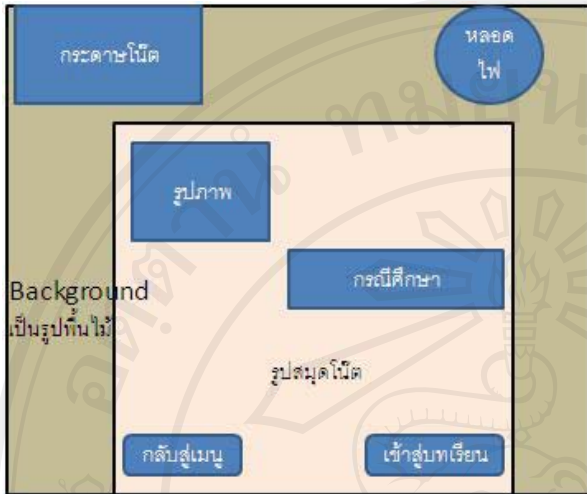 กระดาษโน๊ต
หลอด
ไฟ
รูปภาพ
กรณีศึกษา
Background
เป็นรูปพื้นไม้
รูปสมุดโน๊ต
กลับสู่เมนู
เข้าสู่บทเรียน